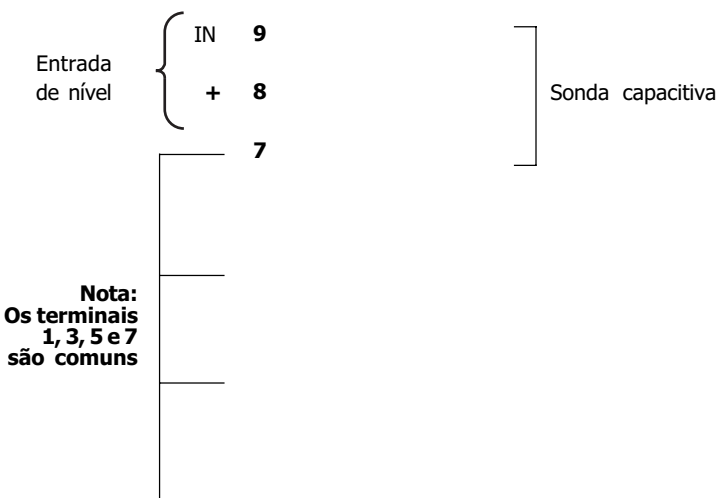 IN 9
Entrada
de nível
+ 8
Sonda capacitiva
7
Nota:
Os terminais
1, 3, 5 e 7
são comuns